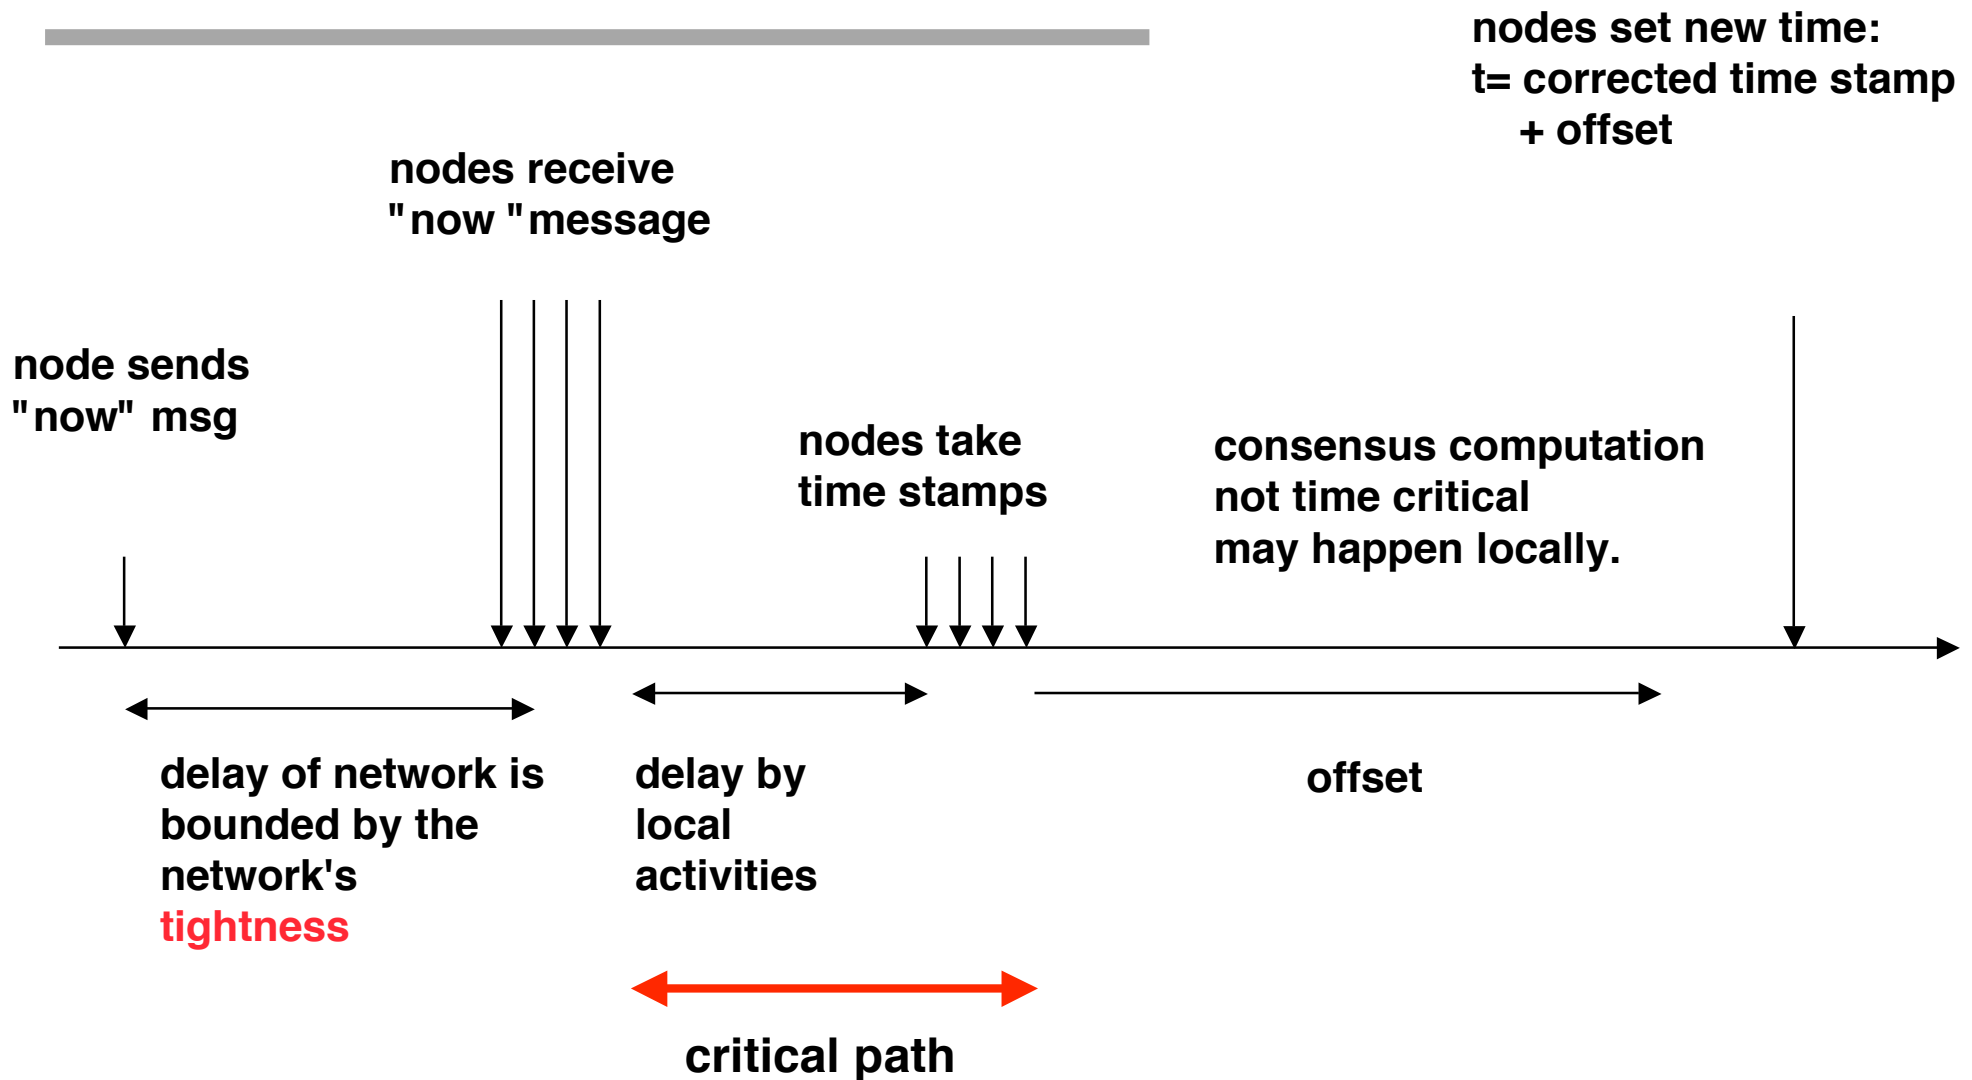 nodes set new time:
t= corrected time stamp
+ offset
nodes receive
"now "message
node sends
"now" msg
nodes take
time stamps
consensus computation
not time critical
may happen locally.
delay of network is
bounded by the
network's
tightness
delay by
local
activities
offset
critical path